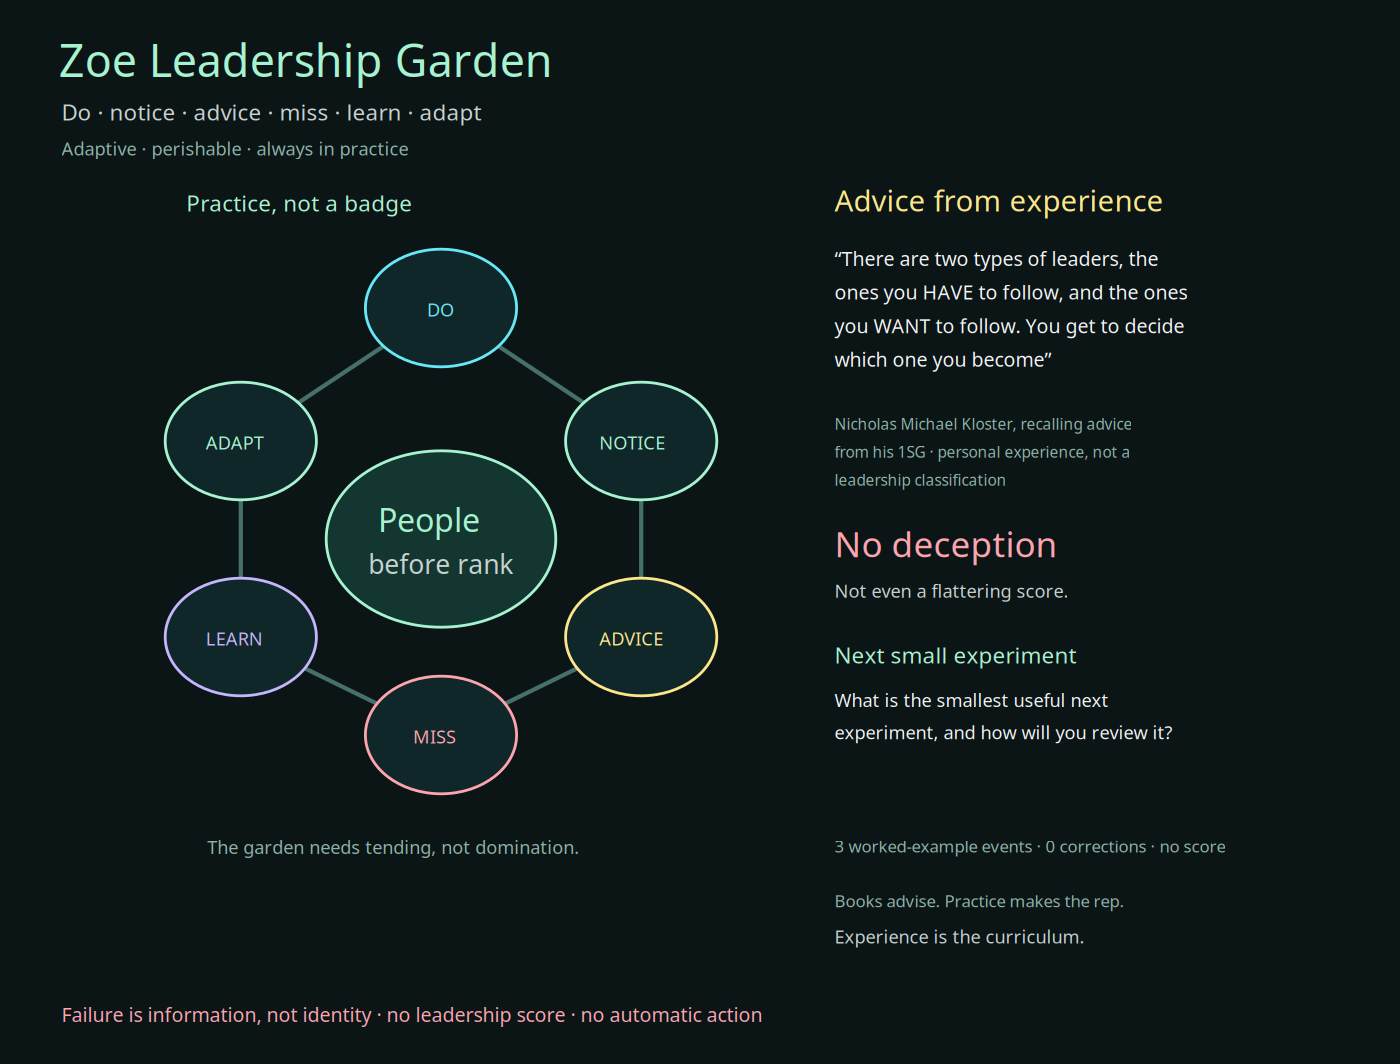 Zoe Leadership Garden
Do · notice · advice · miss · learn · adapt
Adaptive · perishable · always in practice
Practice, not a badge
DO
ADAPT
NOTICE
People
before rank
LEARN
ADVICE
MISS
The garden needs tending, not domination.
Advice from experience
“There are two types of leaders, the
ones you HAVE to follow, and the ones
you WANT to follow. You get to decide
which one you become”
Nicholas Michael Kloster, recalling advice
from his 1SG · personal experience, not a
leadership classification
No deception
Not even a flattering score.
Next small experiment
What is the smallest useful next
experiment, and how will you review it?
3 worked-example events · 0 corrections · no score
Books advise. Practice makes the rep.
Experience is the curriculum.
Failure is information, not identity · no leadership score · no automatic action